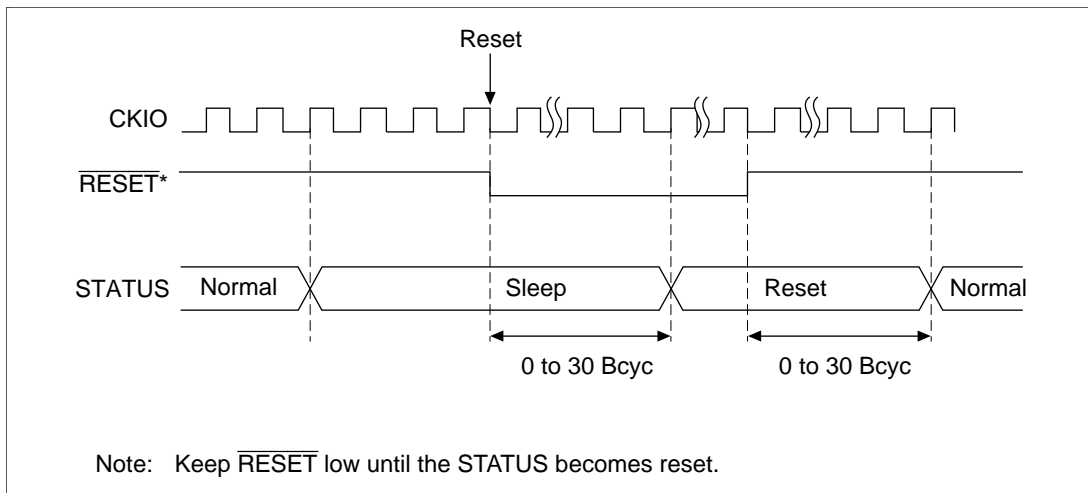 Reset
CKIO
RESET*
STATUS Normal Sleep Reset Normal
0 to 30 Bcyc 0 to 30 Bcyc
Note: Keep RESET low until the STATUS becomes reset.